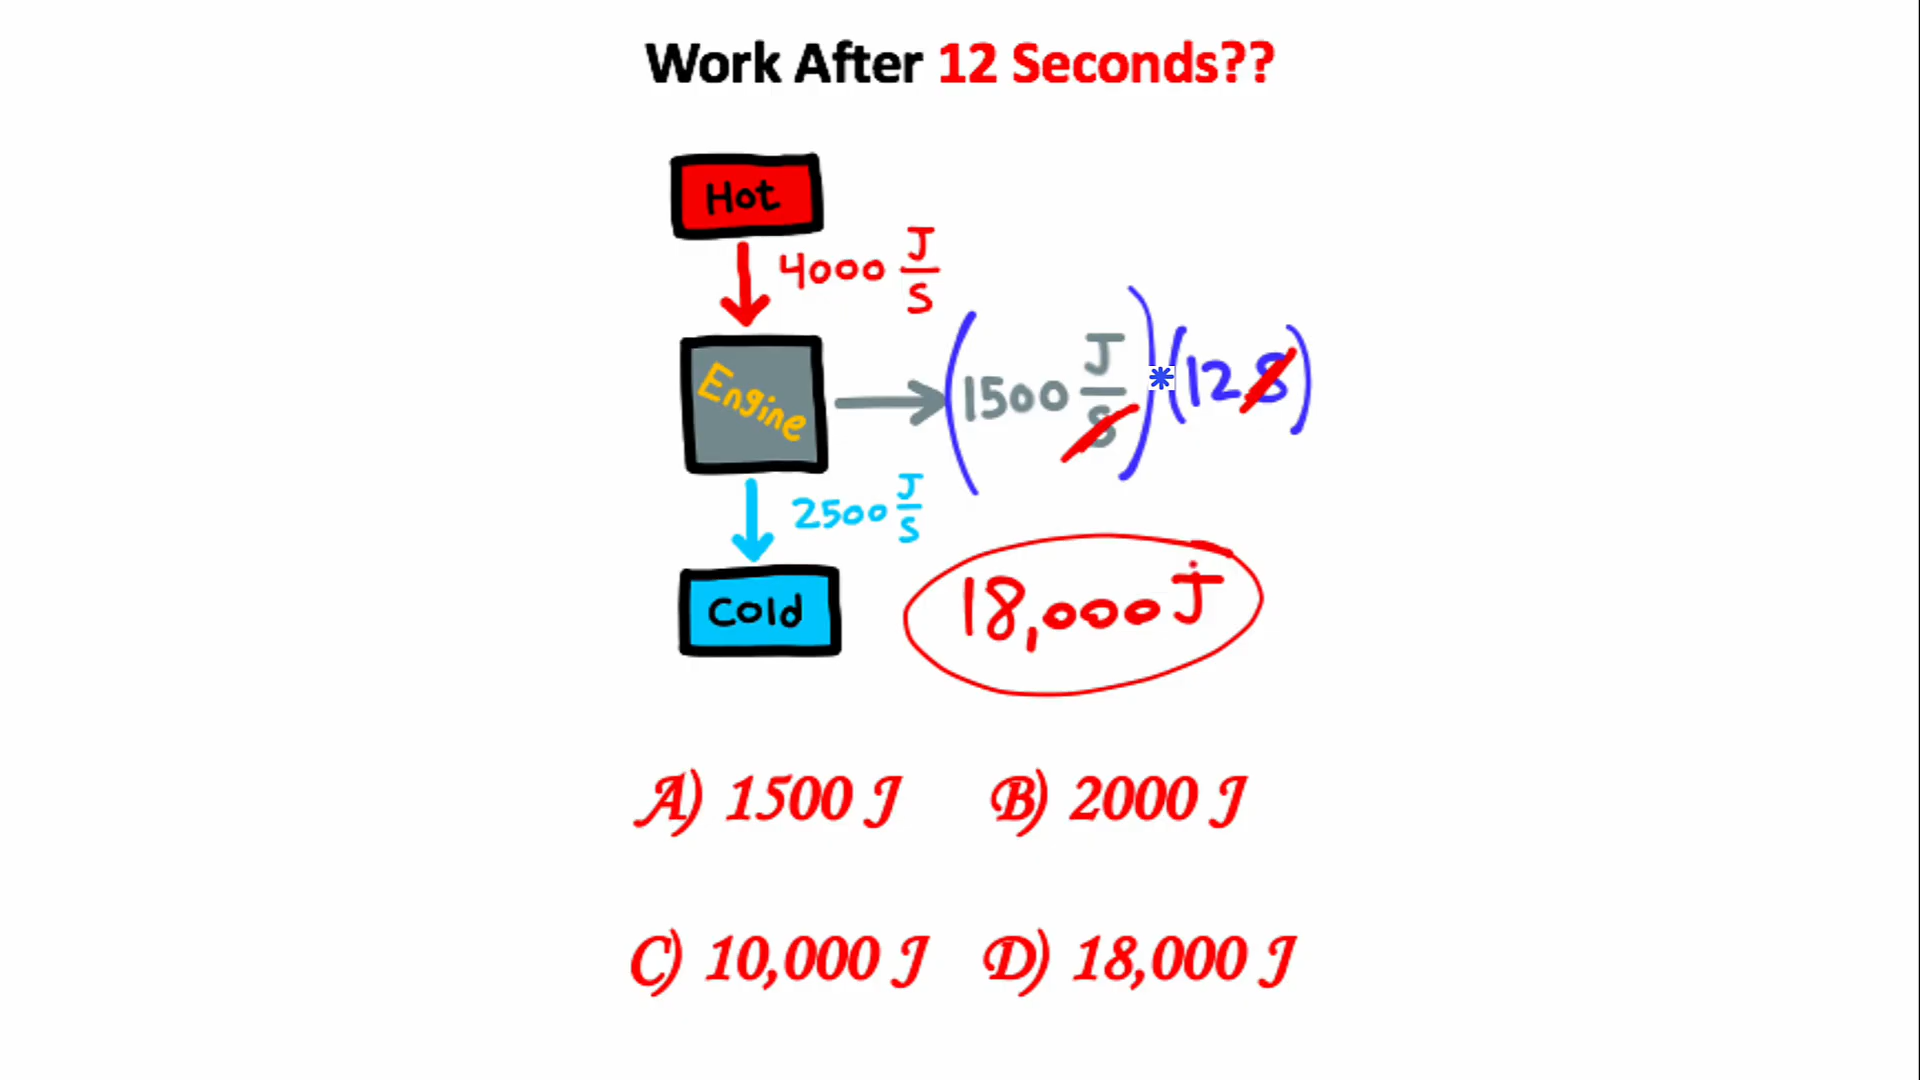 Work After 12 Seconds??
Hot
4000 J/S
Engine
(1500 J/S) * (12 S)
2500 J/S
Cold
18,000 J
A) 1500 J B) 2000 J
C) 10,000 J D) 18,000 J